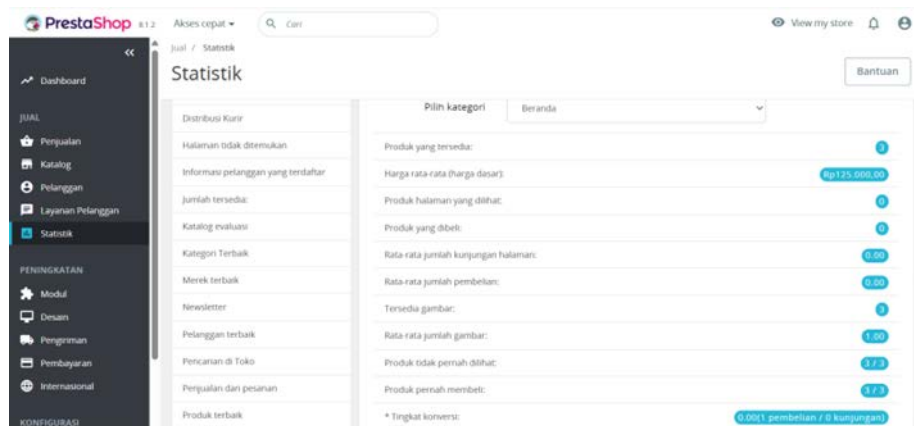 PrestaShop 8.1.2
Akses cepat
Cari
View my store
Jual / Statistik
Statistik
Bantuan
Dashboard
JUAL
Penjualan
Katalog
Pelanggan
Layanan Pelanggan
Statistik
PENINGKATAN
Modul
Desain
Pengiriman
Pembayaran
Internasional
KONFIGURASI
Distribusi Kurir
Halaman tidak ditemukan
Informasi pelanggan yang terdaftar
Jumlah tersedia:
Katalog evaluasi
Kategori Terbaik
Merek terbaik
Newsletter
Pelanggan terbaik
Pencarian di Toko
Penjualan dan pesanan
Produk terbaik
Pilih kategori Beranda
Produk yang tersedia: 3
Harga rata-rata (harga dasar): Rp125.000,00
Produk halaman yang dilihat: 0
Produk yang dibeli: 0
Rata-rata jumlah kunjungan halaman: 0.00
Rata-rata jumlah pembelian: 0.00
Tersedia gambar: 3
Rata-rata jumlah gambar: 1.00
Produk tidak pernah dilihat: 3 / 3
Produk pernah membeli: 3 / 3
* Tingkat konversi: 0.00(1 pembelian / 0 kunjungan)